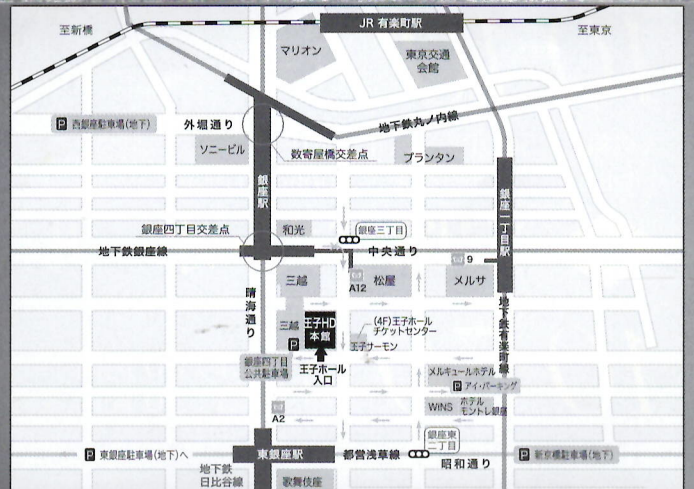 JR 有楽町駅
至新橋
至東京
マリオン
東京交通
会館
地下鉄丸ノ内線
P 西銀座駐車場(地下)
外堀通り
ソニービル
数寄屋橋交差点
プランタン
銀座駅
銀座一丁目駅
銀座四丁目交差点
和光
銀座三丁目
地下鉄銀座線
中央通り
9
三越
A12
松屋
メルサ
晴海通り
三越
P
王子HD
本館
(4F)王子ホール
チケットセンター
王子サーモン
地下鉄有楽町線
銀座四丁目
公共駐車場
王子ホール
入口
メルキュールホテル
P アイ・パーキング
A2
WINS
ホテル
モントレ銀座
銀座東
二丁目
P 東銀座駐車場(地下)へ
東銀座駅
都営浅草線
昭和通り
P 新京橋駐車場(地下)
地下鉄
日比谷線
歌舞伎座